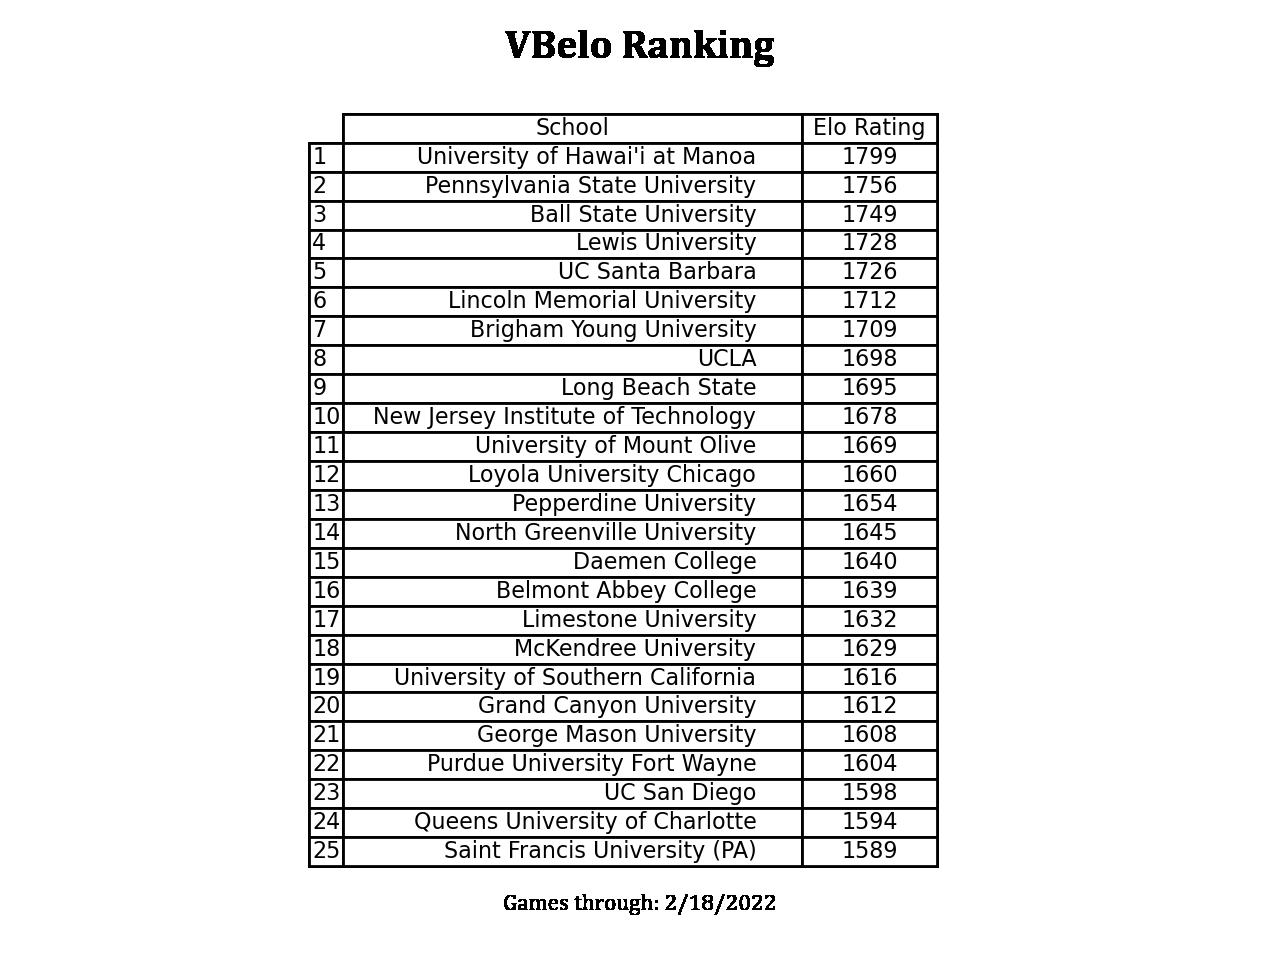 VBelo Ranking
School Elo Rating
1 University of Hawai'i at Manoa 1799
2 Pennsylvania State University 1756
3 Ball State University 1749
4 Lewis University 1728
5 UC Santa Barbara 1726
6 Lincoln Memorial University 1712
7 Brigham Young University 1709
8 UCLA 1698
9 Long Beach State 1695
10 New Jersey Institute of Technology 1678
11 University of Mount Olive 1669
12 Loyola University Chicago 1660
13 Pepperdine University 1654
14 North Greenville University 1645
15 Daemen College 1640
16 Belmont Abbey College 1639
17 Limestone University 1632
18 McKendree University 1629
19 University of Southern California 1616
20 Grand Canyon University 1612
21 George Mason University 1608
22 Purdue University Fort Wayne 1604
23 UC San Diego 1598
24 Queens University of Charlotte 1594
25 Saint Francis University (PA) 1589
Games through: 2/18/2022